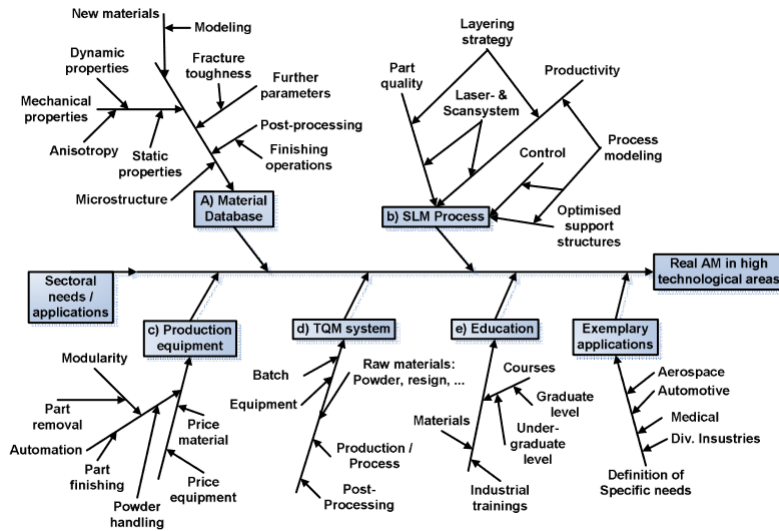 New materials
Modeling
Dynamic
properties
Fracture
toughness
Further
parameters
Mechanical
properties
Post-processing
Anisotropy
Static
properties
Finishing
operations
Microstructure
A) Material
Database
Layering
strategy
Part
quality
Productivity
Laser- &
Scansystem
Control
Process
modeling
b) SLM Process
Optimised
support
structures
Sectoral
needs /
applications
Real AM in high
technological areas
c) Production
equipment
d) TQM system
e) Education
Exemplary
applications
Modularity
Part
removal
Automation
Part
finishing
Powder
handling
Price
material
Price
equipment
Batch
Raw materials:
Powder, resign, ...
Equipment
Production /
Process
Post-
Processing
Courses
Graduate
level
Materials
Under-
graduate
level
Industrial
trainings
Aerospace
Automotive
Medical
Div. Insustries
Definition of
Specific needs